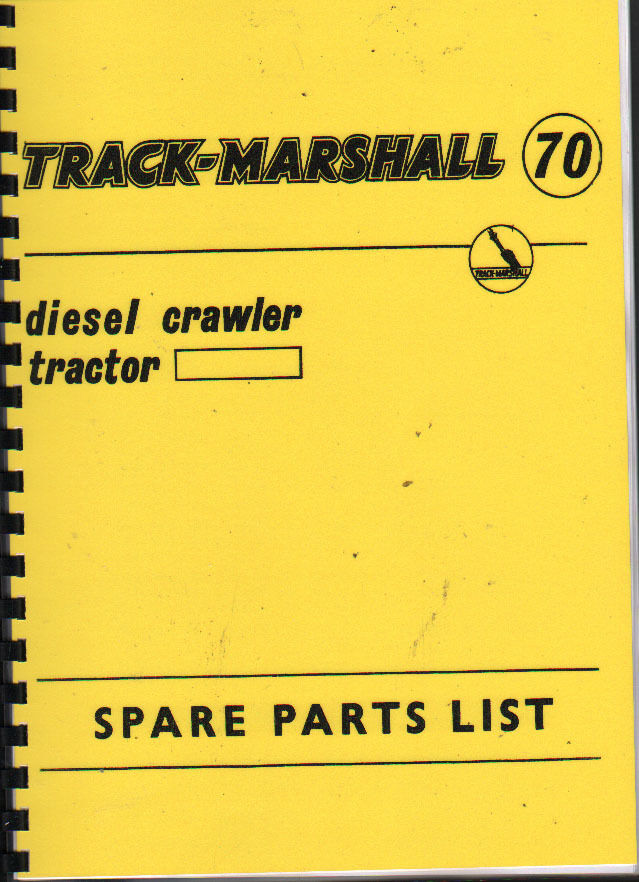 TRACK-MARSHALL 70
TRACK-MARSHALL
diesel crawler
tractor
SPARE PARTS LIST